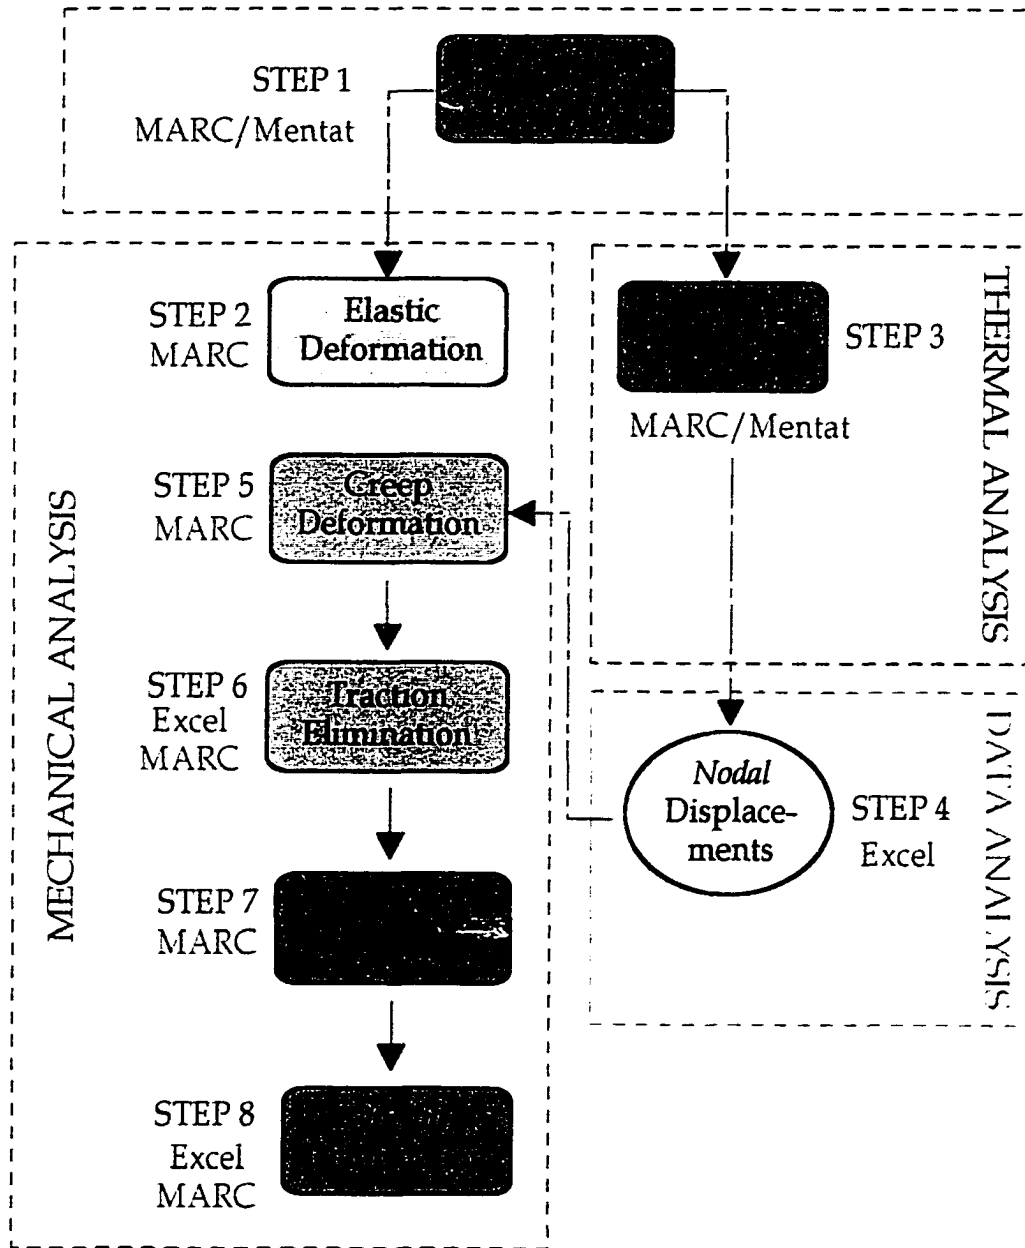 STEP 1
MARC/Mentat
MECHANICAL ANALYSIS
STEP 2
MARC
Elastic
Deformation
STEP 3
MARC/Mentat
THERMAL ANALYSIS
STEP 5
MARC
Creep
Deformation
STEP 6
Excel
MARC
Traction
Elimination
Nodal
Displace-
ments
STEP 4
Excel
DATA ANALYSIS
STEP 7
MARC
STEP 8
Excel
MARC